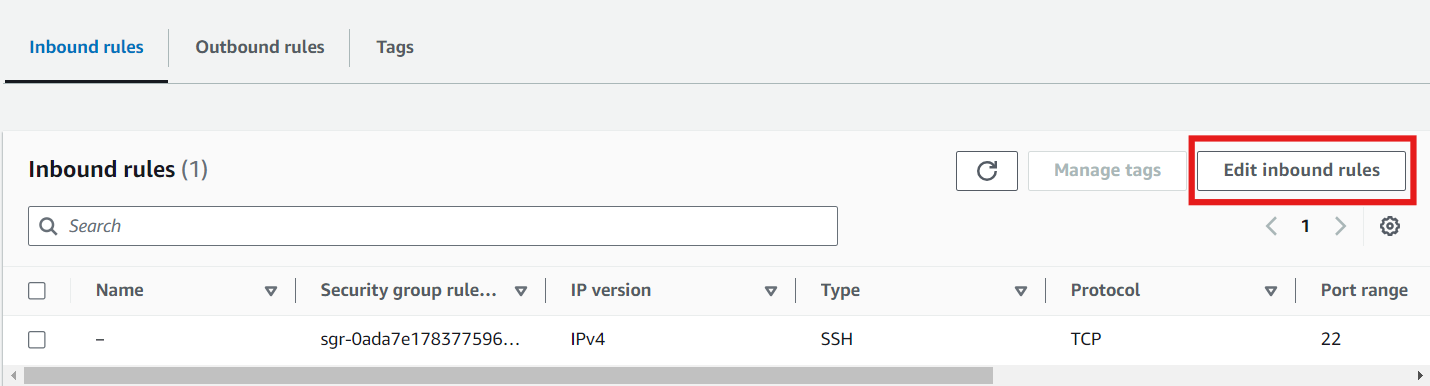 Inbound rules Outbound rules Tags
Inbound rules (1)
Manage tags Edit inbound rules
Search
1
Name Security group rule... IP version Type Protocol Port range
– sgr-0ada7e178377596... IPv4 SSH TCP 22